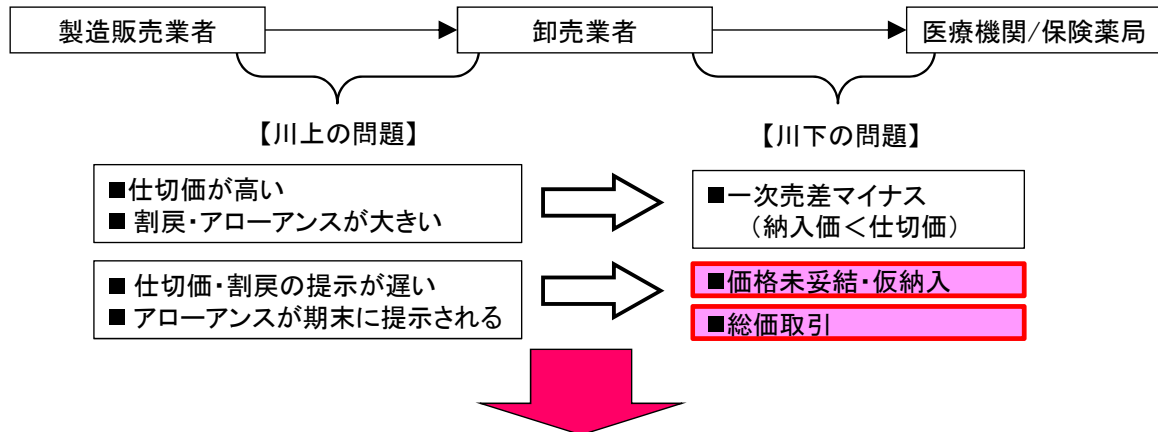 製造販売業者
卸売業者
医療機関/保険薬局
【川上の問題】
【川下の問題】
■仕切価が高い
■ 割戻・アローアンスが大きい
■一次売差マイナス
（納入価＜仕切価）
■ 仕切価・割戻の提示が遅い
■ アローアンスが期末に提示される
■価格未妥結・仮納入
■総価取引